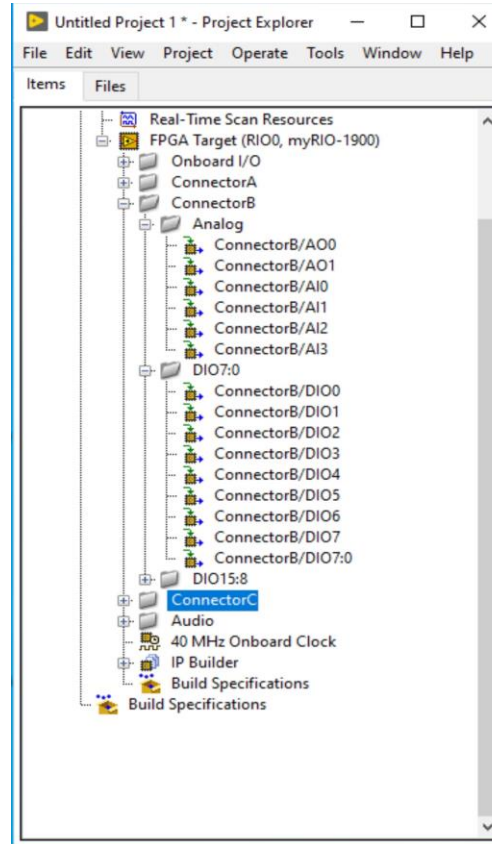 Untitled Project 1 * - Project Explorer
File Edit View Project Operate Tools Window Help
Items Files
Real-Time Scan Resources
FPGA Target (RIO0, myRIO-1900)
Onboard I/O
ConnectorA
ConnectorB
Analog
ConnectorB/AO0
ConnectorB/AO1
ConnectorB/AI0
ConnectorB/AI1
ConnectorB/AI2
ConnectorB/AI3
DIO7:0
ConnectorB/DIO0
ConnectorB/DIO1
ConnectorB/DIO2
ConnectorB/DIO3
ConnectorB/DIO4
ConnectorB/DIO5
ConnectorB/DIO6
ConnectorB/DIO7
ConnectorB/DIO7:0
DIO15:8
ConnectorC
Audio
40 MHz Onboard Clock
IP Builder
Build Specifications
Build Specifications